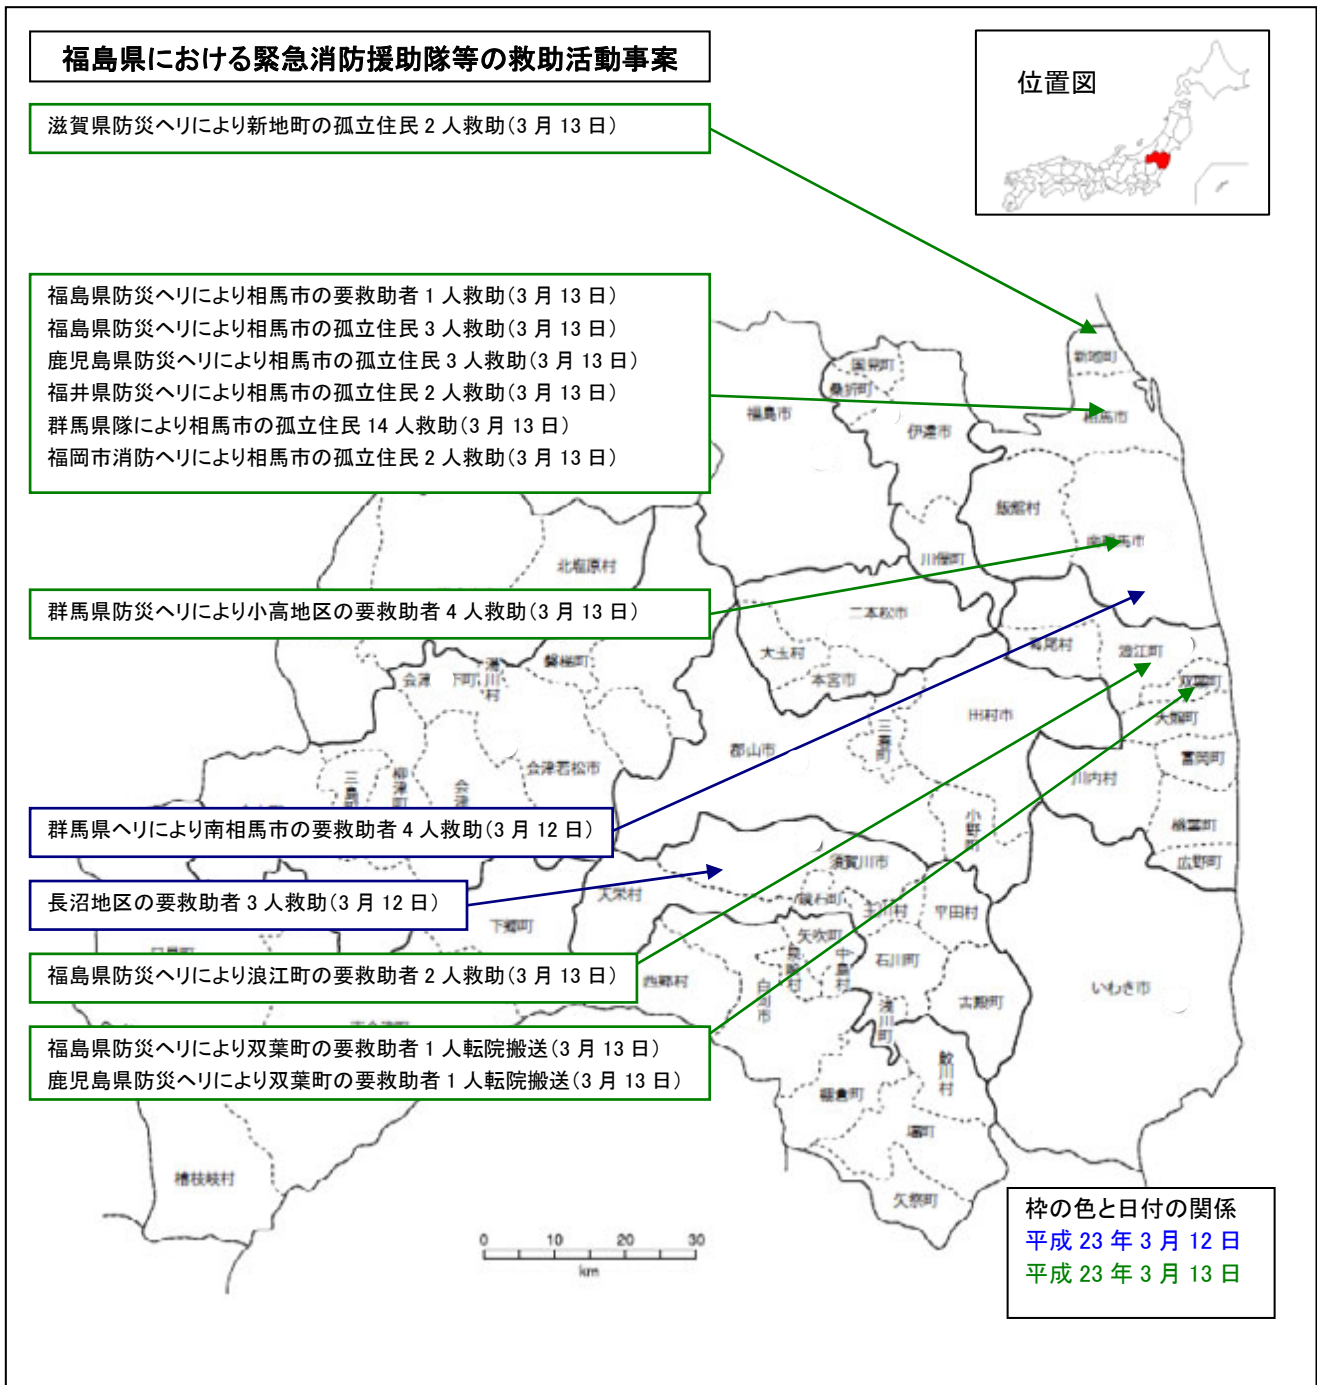 福島県における緊急消防援助隊等の救助活動事案
位置図
滋賀県防災ヘリにより新地町の孤立住民 2 人救助(3 月 13 日)
福島県防災ヘリにより相馬市の要救助者 1 人救助(3 月 13 日)
福島県防災ヘリにより相馬市の孤立住民 3 人救助(3 月 13 日)
鹿児島県防災ヘリにより相馬市の孤立住民 3 人救助(3 月 13 日)
福井県防災ヘリにより相馬市の孤立住民 2 人救助(3 月 13 日)
群馬県隊により相馬市の孤立住民 14 人救助(3 月 13 日)
福岡市消防ヘリにより相馬市の孤立住民 2 人救助(3 月 13 日)
新地町
国見町
桑折町
福島市
伊達市
相馬市
飯舘村
南相馬市
川俣町
北塩原村
群馬県防災ヘリにより小高地区の要救助者 4 人救助(3 月 13 日)
二本松市
大玉村
本宮市
葛尾村
浪江町
双葉町
大熊町
磐梯町
湯川村
会津
下町
田村市
三春町
郡山市
富岡町
川内村
会津若松市
三島町
柳津町
会津
小野町
楢葉町
広野町
群馬県ヘリにより南相馬市の要救助者 4 人救助(3 月 12 日)
須賀川市
長沼地区の要救助者 3 人救助(3 月 12 日)
天栄村
鏡石町
玉川村
平田村
下郷町
矢吹町
泉崎村
中島村
石川町
福島県防災ヘリにより浪江町の要救助者 2 人救助(3 月 13 日)
西郷村
白河市
古殿町
いわき市
浅川町
福島県防災ヘリにより双葉町の要救助者 1 人転院搬送(3 月 13 日)
鹿児島県防災ヘリにより双葉町の要救助者 1 人転院搬送(3 月 13 日)
鮫川村
棚倉町
塙町
檜枝岐村
矢祭町
0 10 20 30
km
枠の色と日付の関係
平成 23 年 3 月 12 日
平成 23 年 3 月 13 日